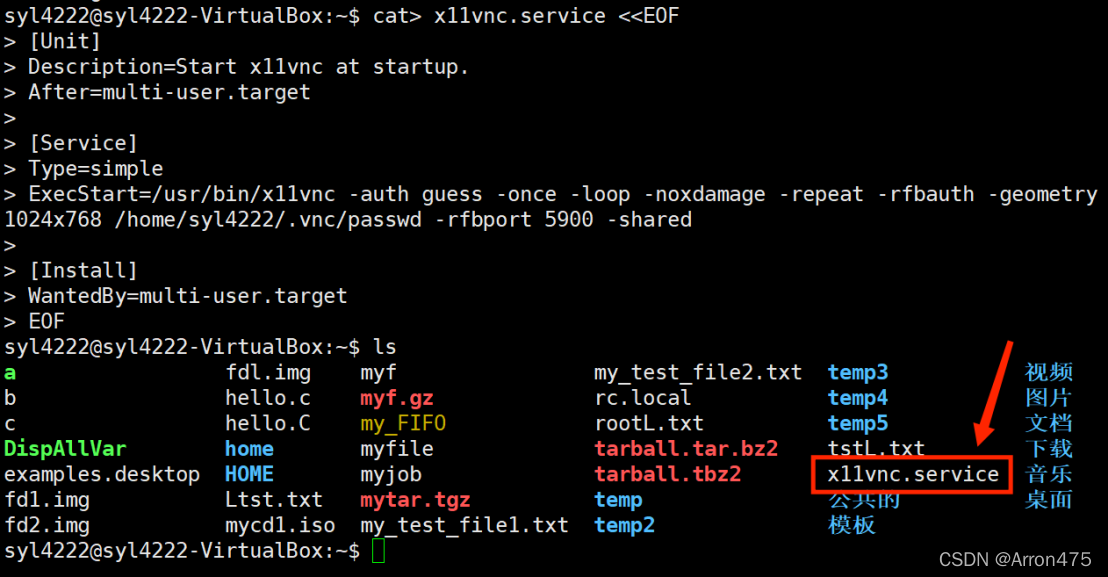 syl4222@syl4222-VirtualBox:~$ cat> x11vnc.service <<EOF
> [Unit]
> Description=Start x11vnc at startup.
> After=multi-user.target
>
> [Service]
> Type=simple
> ExecStart=/usr/bin/x11vnc -auth guess -once -loop -noxdamage -repeat -rfbauth -geometry
1024x768 /home/syl4222/.vnc/passwd -rfbport 5900 -shared
>
> [Install]
> WantedBy=multi-user.target
> EOF
syl4222@syl4222-VirtualBox:~$ ls
a fdl.img myf my_test_file2.txt temp3 视频
b hello.c myf.gz rc.local temp4 图片
c hello.C my_FIFO rootL.txt temp5 文档
DispAllVar home myfile tarball.tar.bz2 tstL.txt 下载
examples.desktop HOME myjob tarball.tbz2 x11vnc.service 音乐
fd1.img Ltst.txt mytar.tgz temp 公共的 桌面
fd2.img mycd1.iso my_test_file1.txt temp2 模板
syl4222@syl4222-VirtualBox:~$
CSDN @Arron475